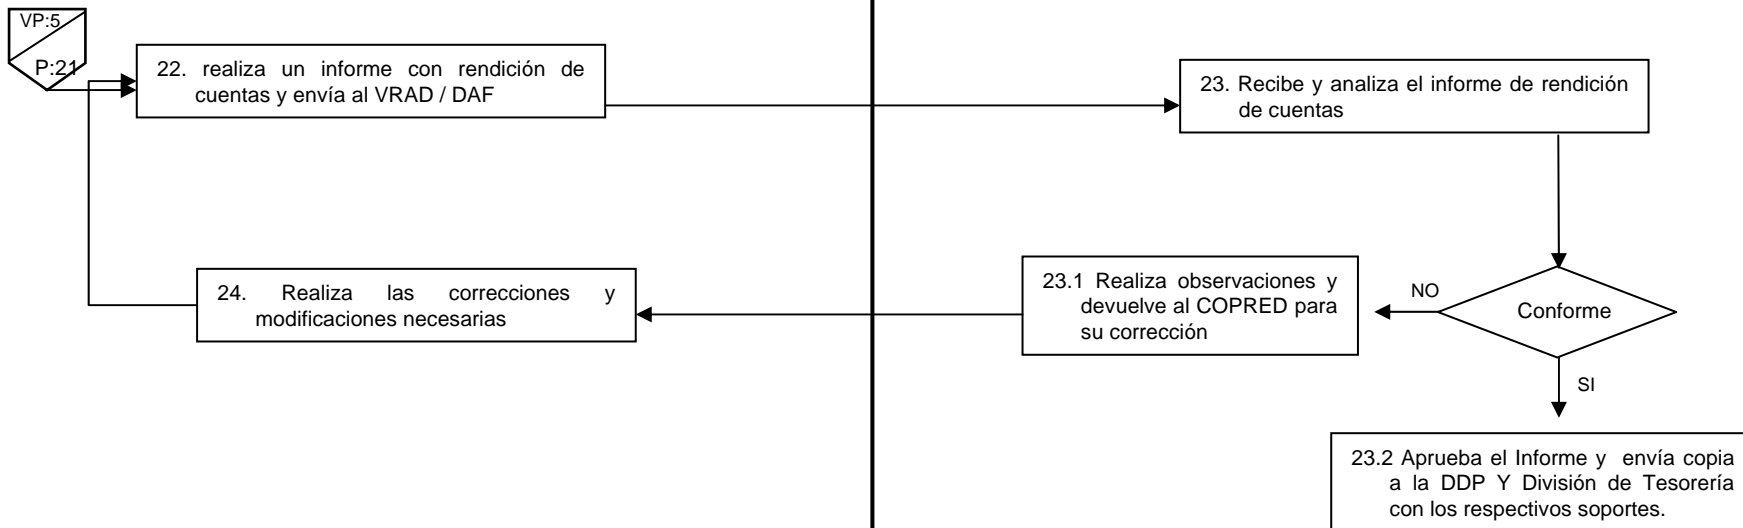 VP:5
P:21
22. realiza un informe con rendición de
cuentas y envía al VRAD / DAF
23. Recibe y analiza el informe de rendición
de cuentas
24. Realiza las correcciones y
modificaciones necesarias
23.1 Realiza observaciones y
devuelve al COPRED para
su corrección
NO
Conforme
SI
23.2 Aprueba el Informe y envía copia
a la DDP Y División de Tesorería
con los respectivos soportes.